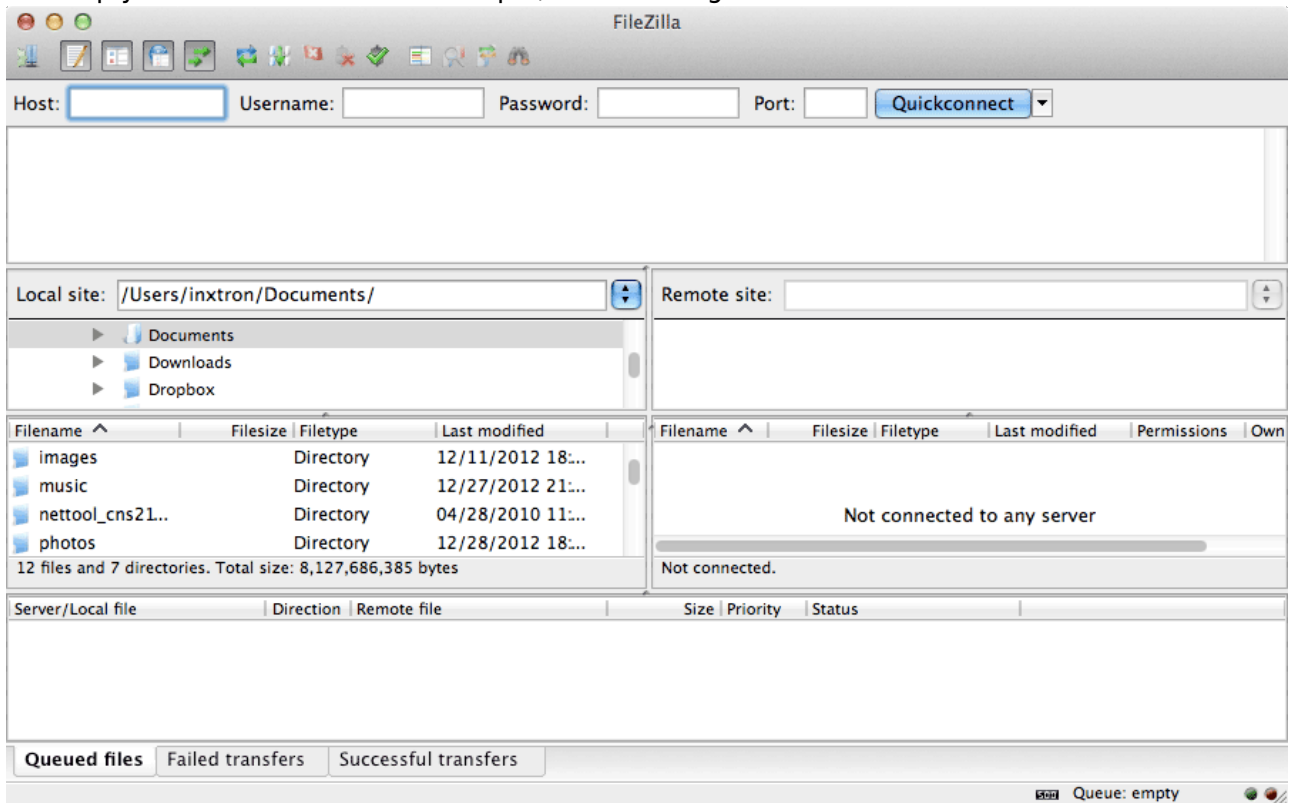 FileZilla
Host: Username: Password: Port: Quickconnect
Local site: /Users/inxtron/Documents/ Remote site:
Documents
Downloads
Dropbox
Filename Filesize Filetype Last modified Filename Filesize Filetype Last modified Permissions Own
images Directory 12/11/2012 18:...
music Directory 12/27/2012 21:...
nettool_cns21... Directory 04/28/2010 11:...
Not connected to any server
photos Directory 12/28/2012 18:...
12 files and 7 directories. Total size: 8,127,686,385 bytes Not connected.
Server/Local file Direction Remote file Size Priority Status
Queued files Failed transfers Successful transfers
Queue: empty